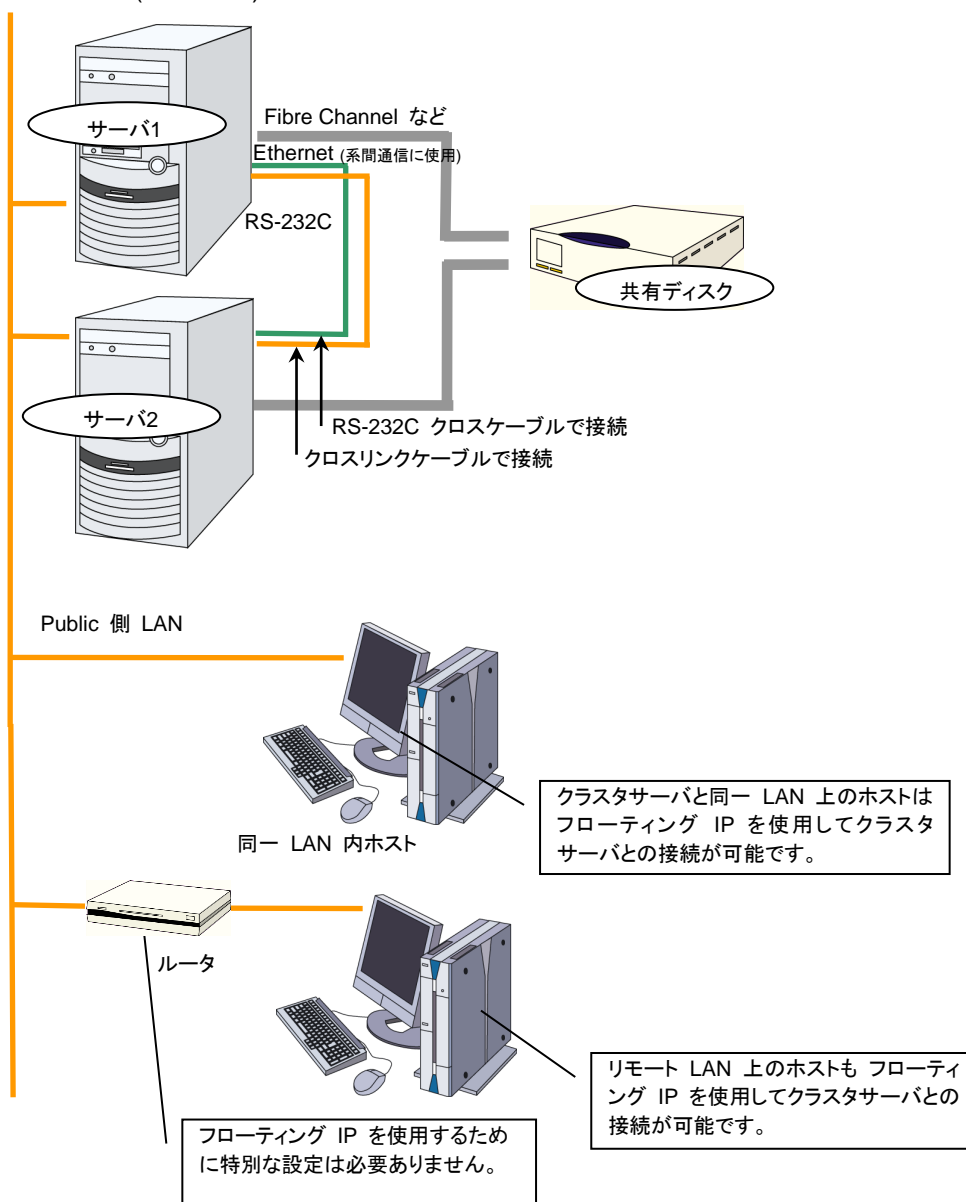 サーバ1
Fibre Channel など
Ethernet (系間通信に使用)
RS-232C
共有ディスク
サーバ2
RS-232C クロスケーブルで接続
クロスリンクケーブルで接続
Public 側 LAN
クラスタサーバと同一 LAN 上のホストは
フローティング IP を使用してクラスタ
サーバとの接続が可能です。
同一 LAN 内ホスト
ルータ
リモート LAN 上のホストも フローティ
ング IP を使用してクラスタサーバとの
接続が可能です。
フローティング IP を使用するため
に特別な設定は必要ありません。